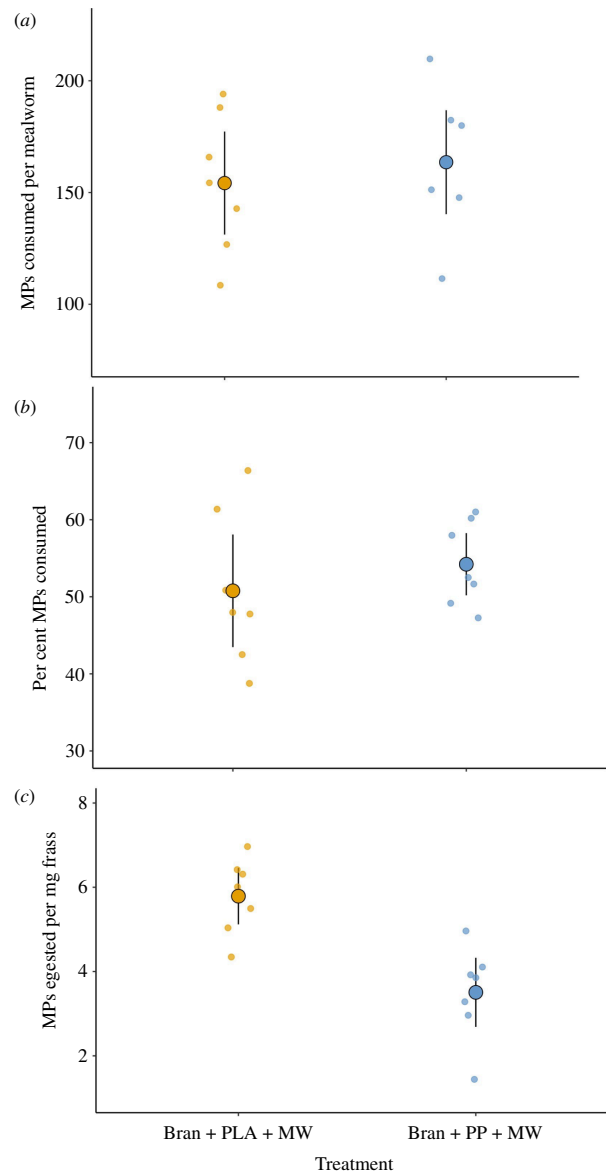 (a)
MPs consumed per mealworm
200
150
100
(b)
Per cent MPs consumed
70
60
50
40
30
(c)
MPs egested per mg frass
8
6
4
2
Bran + PLA + MW
Bran + PP + MW
Treatment